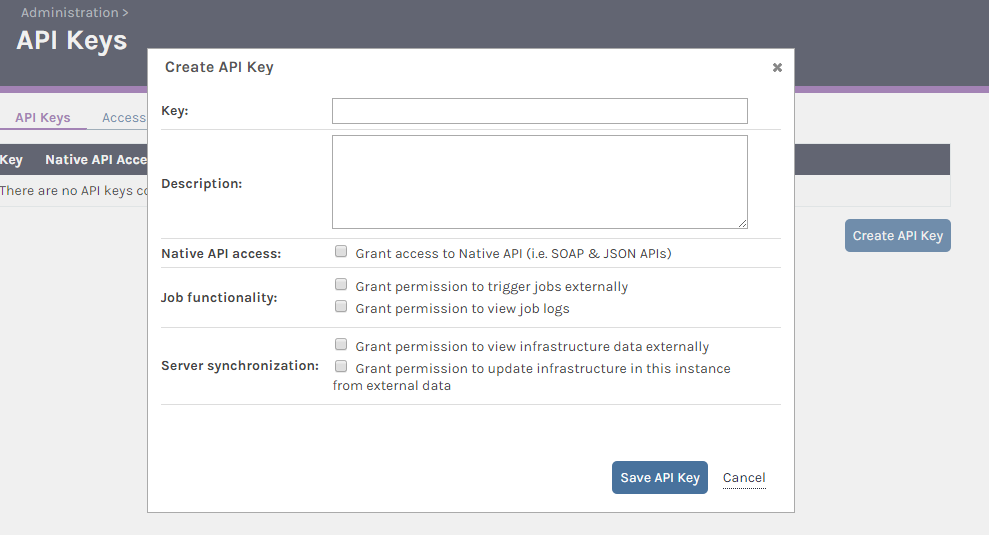 Administration >
API Keys
Create API Key
API Keys Access
Key Native API Acce
There are no API keys co
Create API Key
Key:
Description:
Native API access: Grant access to Native API (i.e. SOAP & JSON APIs)
Job functionality: Grant permission to trigger jobs externally
Grant permission to view job logs
Server synchronization: Grant permission to view infrastructure data externally
Grant permission to update infrastructure in this instance
from external data
Save API Key Cancel